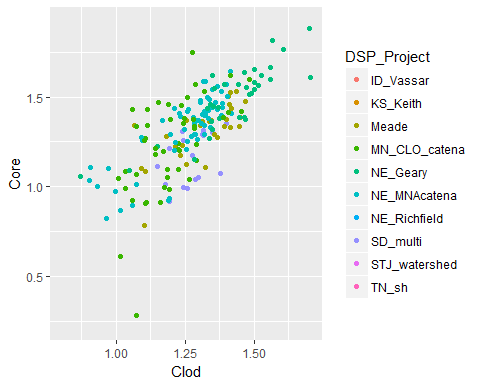 DSP_Project
ID_Vassar
KS_Keith
Meade
MN_CLO_catena
NE_Geary
NE_MNAcatena
NE_Richfield
SD_multi
STJ_watershed
TN_sh
1.5
1.0
0.5
Core
1.00 1.25 1.50
Clod